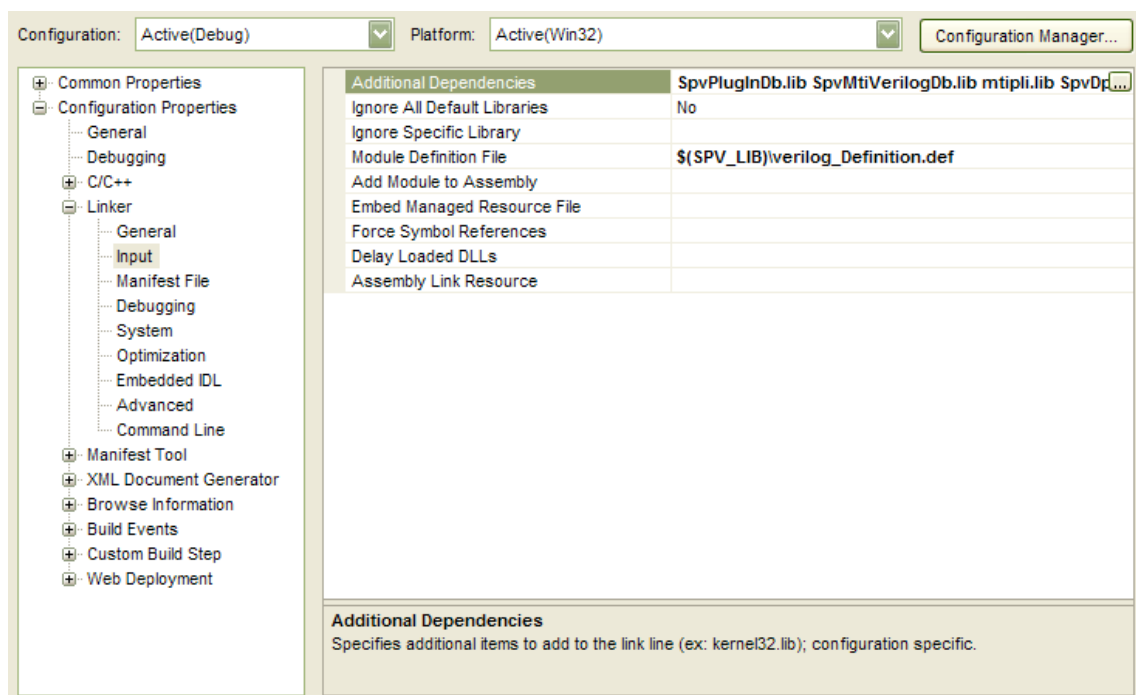 Configuration: Active(Debug) Platform: Active(Win32) Configuration Manager...
Common Properties
Configuration Properties
General
Debugging
C/C++
Linker
General
Input
Manifest File
Debugging
System
Optimization
Embedded IDL
Advanced
Command Line
Manifest Tool
XML Document Generator
Browse Information
Build Events
Custom Build Step
Web Deployment
Additional Dependencies SpvPlugInDb.lib SpvMtiVerilogDb.lib mtipli.lib ...
Ignore All Default Libraries No
Ignore Specific Library
Module Definition File $(SPV_LIB)\verilog_Definition.def
Add Module to Assembly
Embed Managed Resource File
Force Symbol References
Delay Loaded DLLs
Assembly Link Resource
Additional Dependencies
Specifies additional items to add to the link line (ex: kernel32.lib); configuration specific.